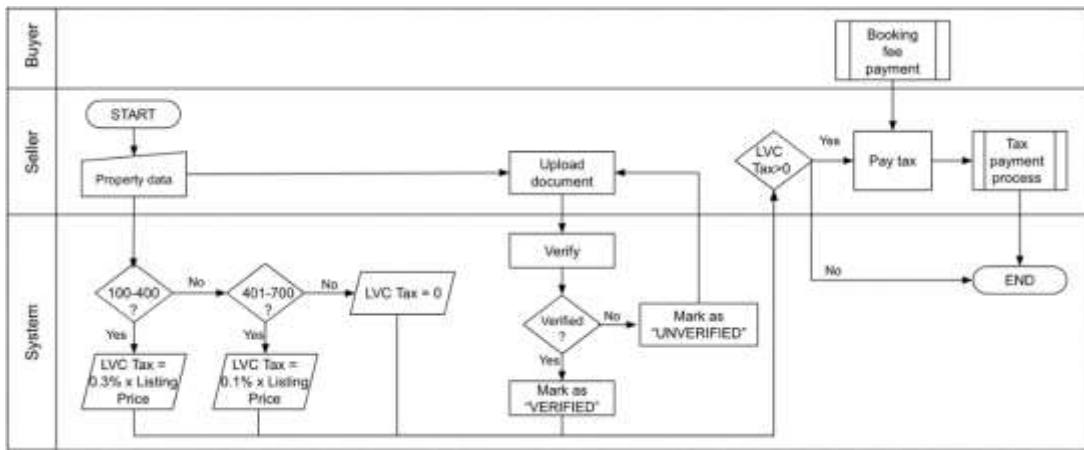 Buyer
Booking
fee
payment
Seller
START
Property data
Upload
document
LVC
Tax>0
Yes
Pay tax
Tax
payment
process
No
END
System
100-400
?
No
Yes
401-700
?
No
Yes
LVC Tax = 0
LVC Tax =
0.3% x Listing
Price
LVC Tax =
0.1% x Listing
Price
Verify
Verified
?
No
Yes
Mark as
“UNVERIFIED”
Mark as
“VERIFIED”